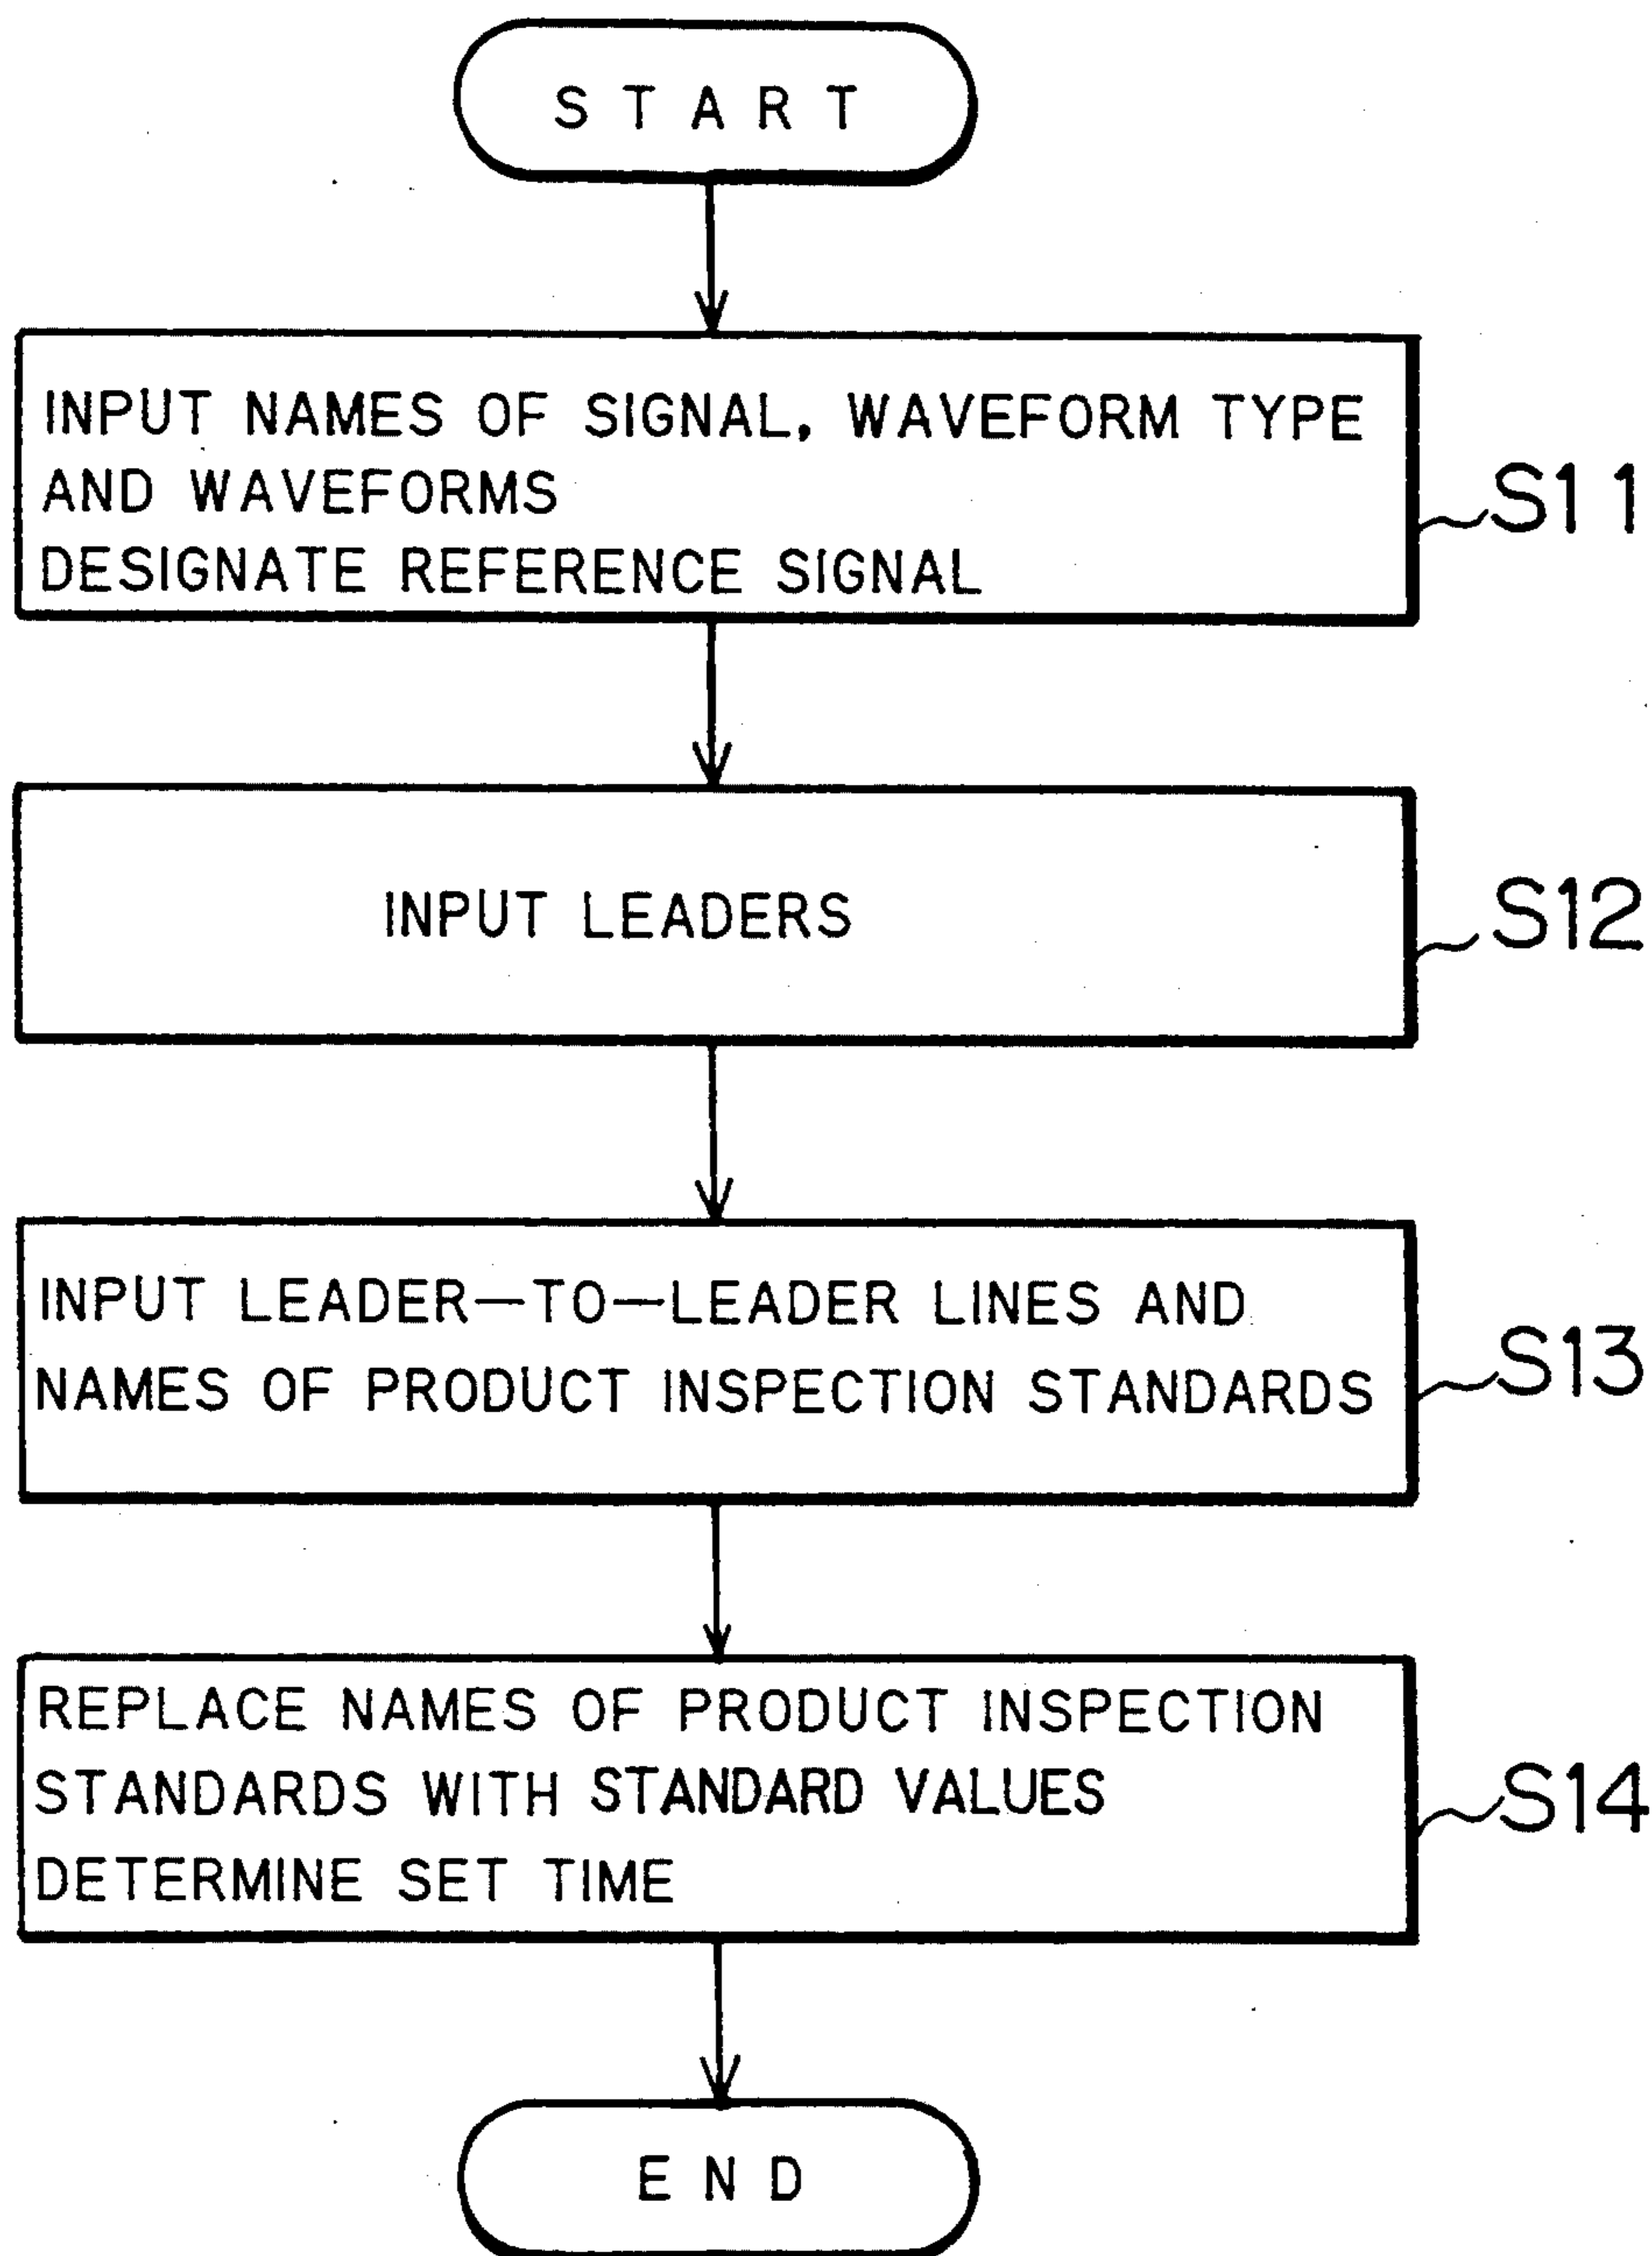 START
INPUT NAMES OF SIGNAL, WAVEFORM TYPE
AND WAVEFORMS
DESIGNATE REFERENCE SIGNAL
S11
INPUT LEADERS
S12
INPUT LEADER—TO—LEADER LINES AND
NAMES OF PRODUCT INSPECTION STANDARDS
S13
REPLACE NAMES OF PRODUCT INSPECTION
STANDARDS WITH STANDARD VALUES
DETERMINE SET TIME
S14
END